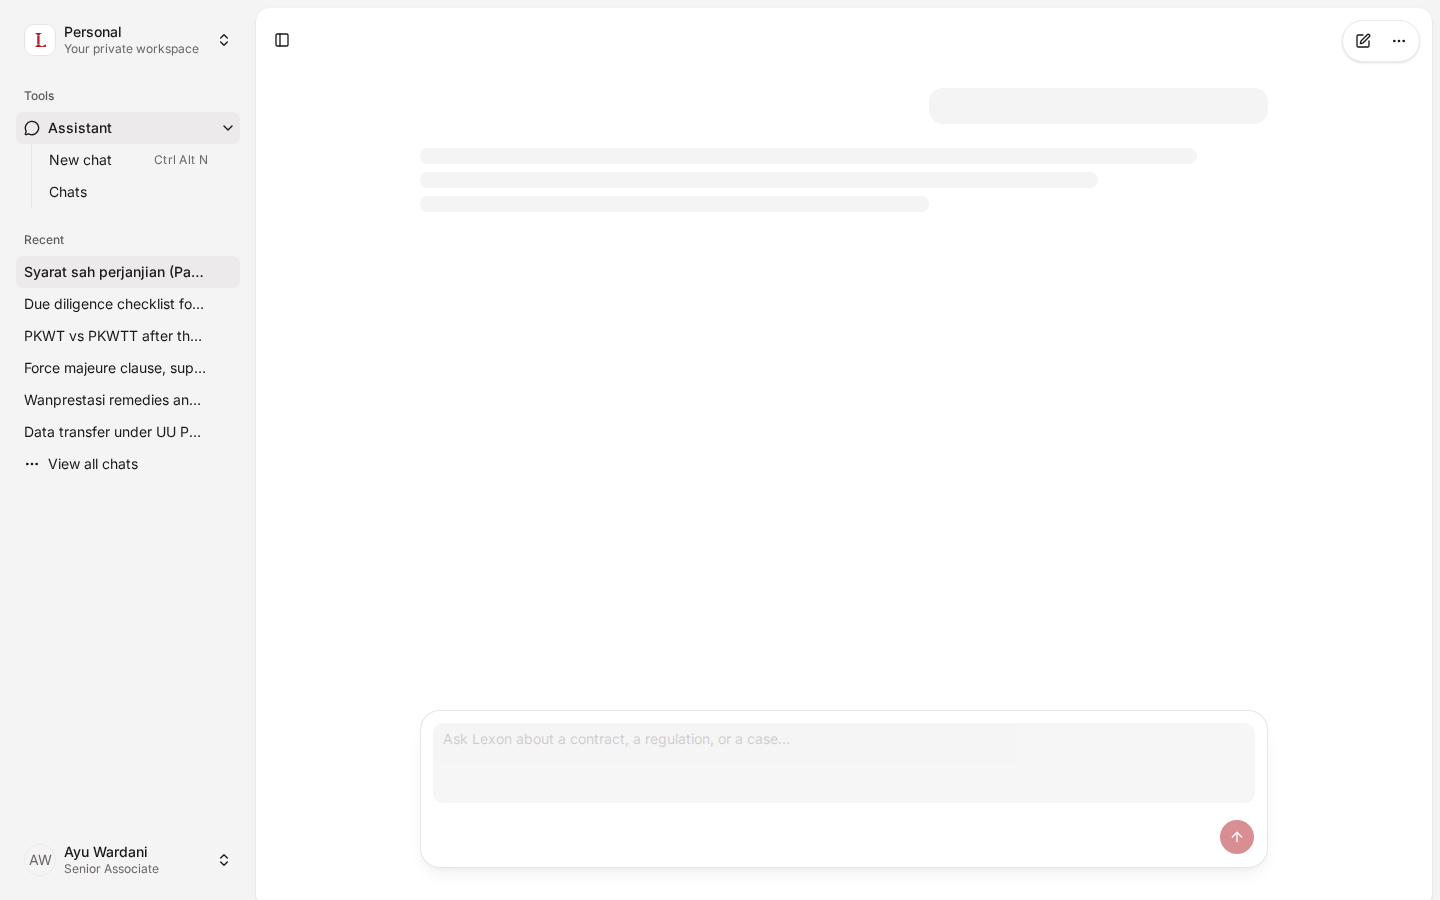 L
Personal
Your private workspace
Tools
Assistant
New chat Ctrl Alt N
Chats
Recent
Syarat sah perjanjian (Pa...
Due diligence checklist fo...
PKWT vs PKWTT after th...
Force majeure clause, sup...
Wanprestasi remedies an...
Data transfer under UU P...
View all chats
Ask Lexon about a contract, a regulation, or a case...
AW
Ayu Wardani
Senior Associate